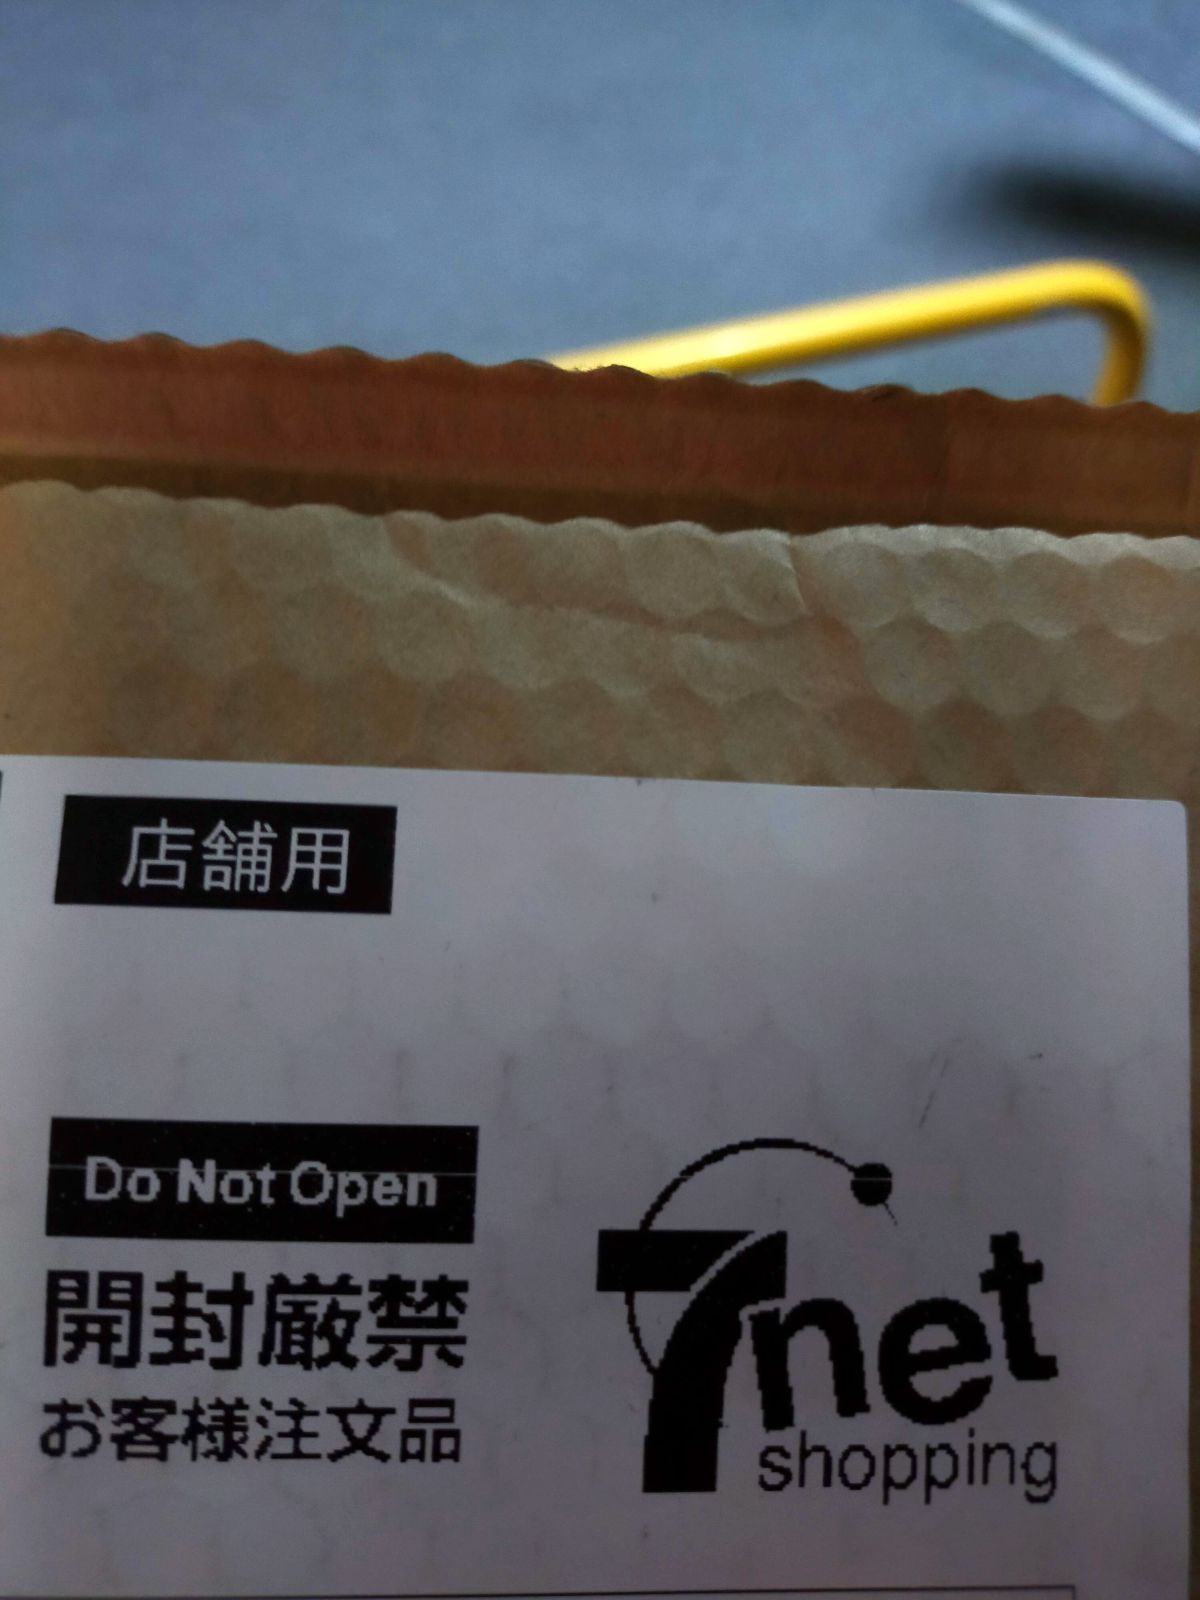 店舗用
Do Not Open
開封厳禁
お客様注文品
7net
shopping